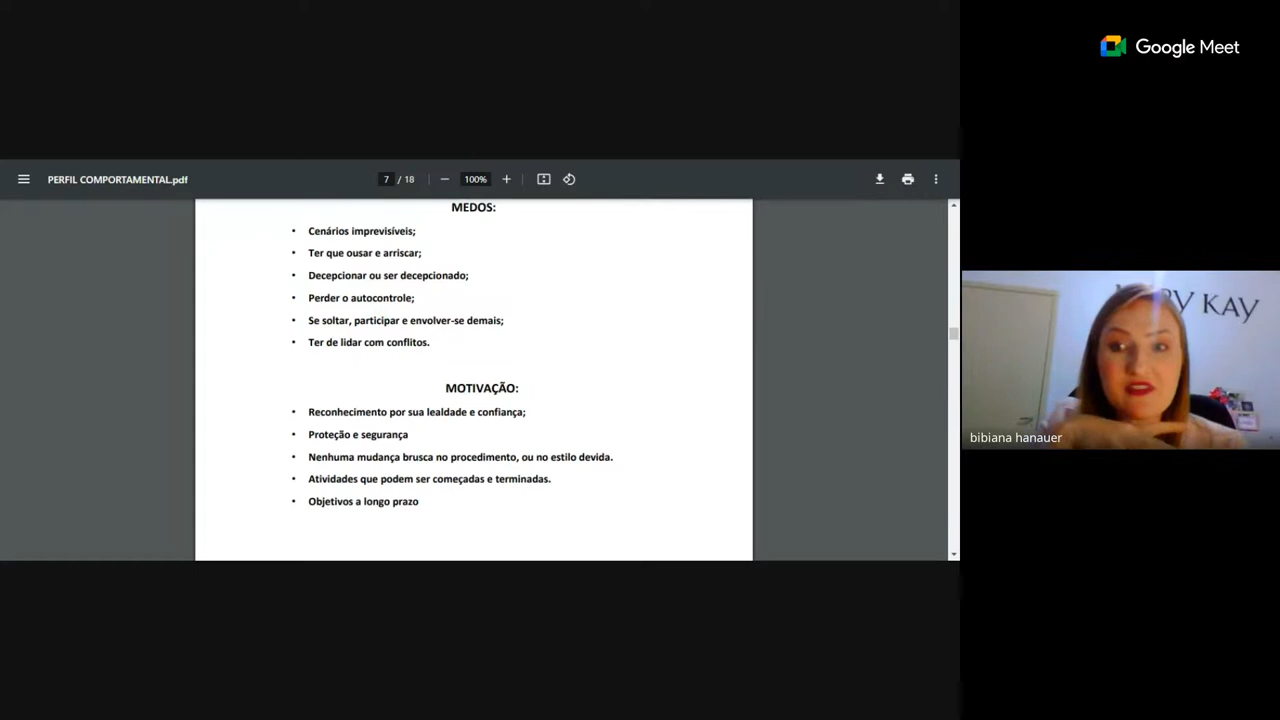 Google Meet
PERFIL COMPORTAMENTAL.pdf
7 / 18
100%
MEDOS:
• Cenários imprevisíveis;
• Ter que ousar e arriscar;
• Decepcionar ou ser decepcionado;
• Perder o autocontrole;
• Se soltar, participar e envolver-se demais;
• Ter de lidar com conflitos.
MOTIVAÇÃO:
• Reconhecimento por sua lealdade e confiança;
• Proteção e segurança
• Nenhuma mudança brusca no procedimento, ou no estilo devida.
• Atividades que podem ser começadas e terminadas.
• Objetivos a longo prazo
KAY
bibiana hanauer